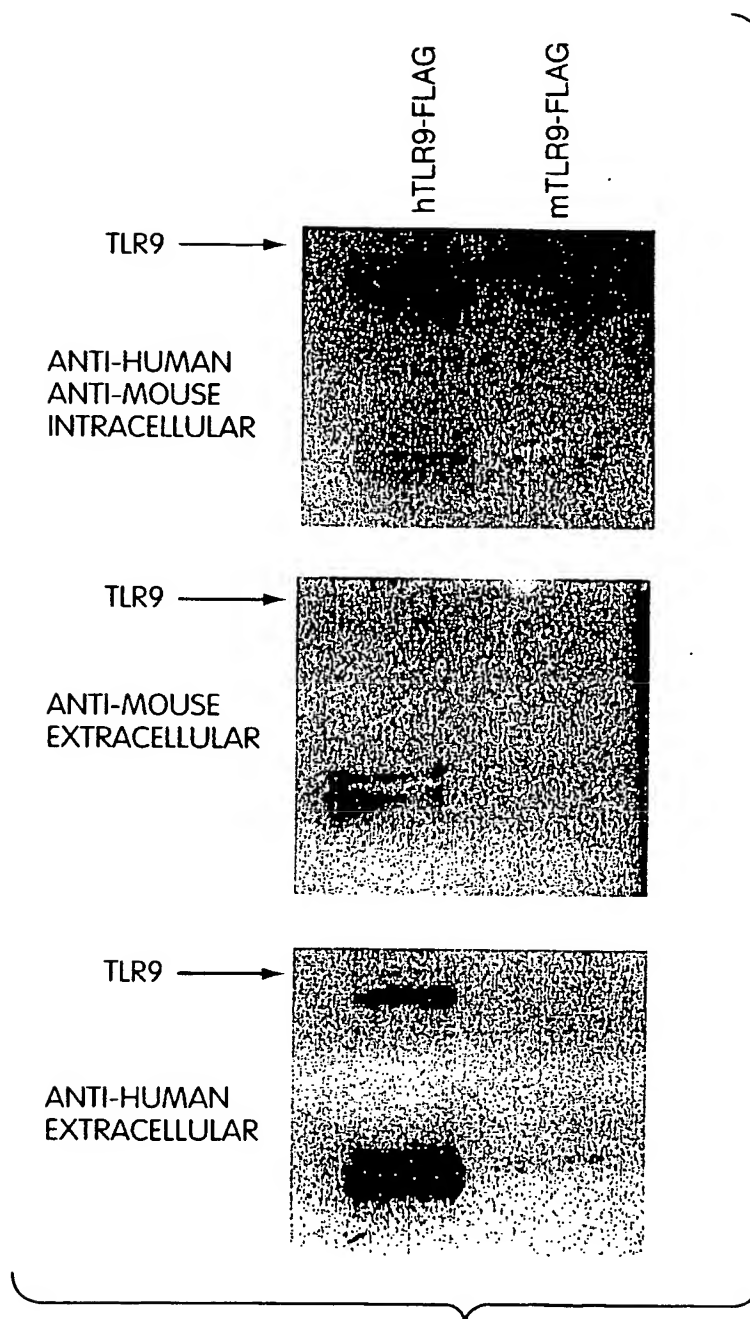 hTLR9-FLAG
mTLR9-FLAG
TLR9
ANTI-HUMAN
ANTI-MOUSE
INTRACELLULAR
TLR9
ANTI-MOUSE
EXTRACELLULAR
TLR9
ANTI-HUMAN
EXTRACELLULAR